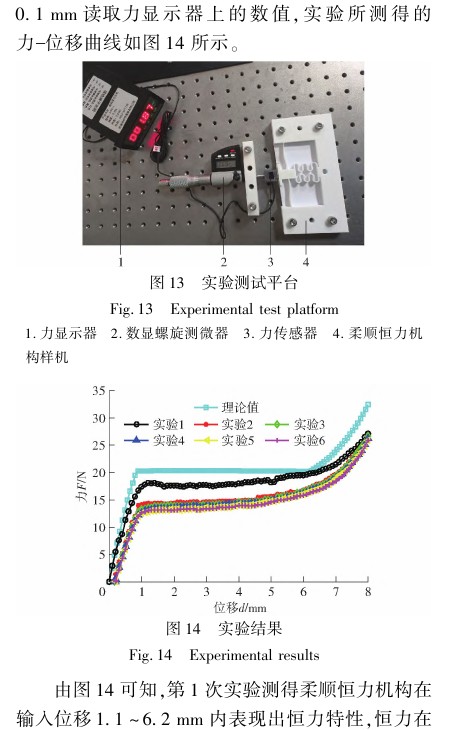 0. 1 mm 读取力显示器上的数值,实验所测得的
力–位移曲线如图 14 所示。
1 2 3 4
图 13 实验测试平台
Fig. 13 Experimental test platform
1. 力显示器 2. 数显螺旋测微器 3. 力传感器 4. 柔顺恒力机
构样机
35
30
25
20
15
10
5
0
力F/N
理论值
实验1 实验2 实验3
实验4 实验5 实验6
1 2 3 4 5 6 7 8
位移d/mm
图 14 实验结果
Fig. 14 Experimental results
由图 14 可知,第 1 次实验测得柔顺恒力机构在
输入位移 1. 1 ~ 6. 2 mm 内表现出恒力特性,恒力在